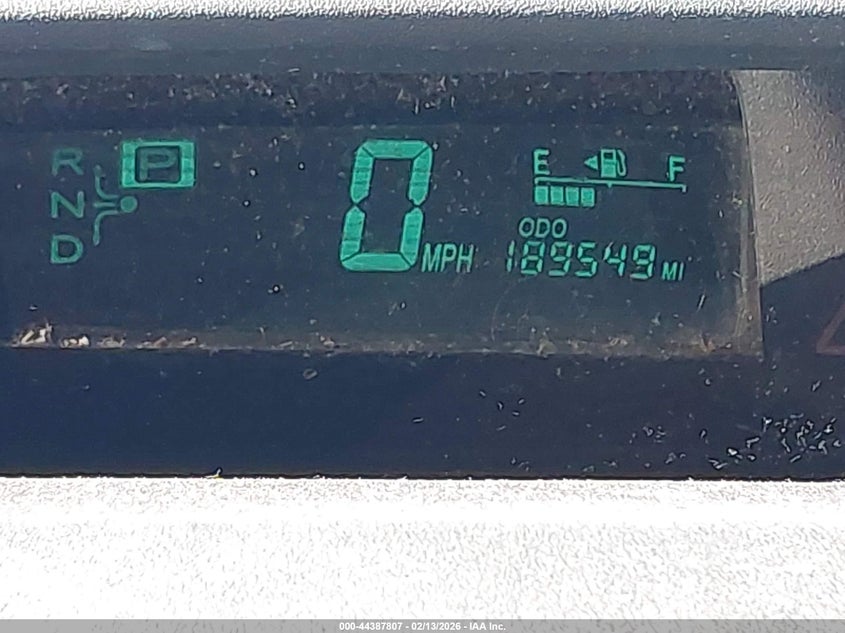 R P
N
D
0 MPH
E F
ODO
189549 MI
000-44387807 - 02/13/2026 - IAA Inc.